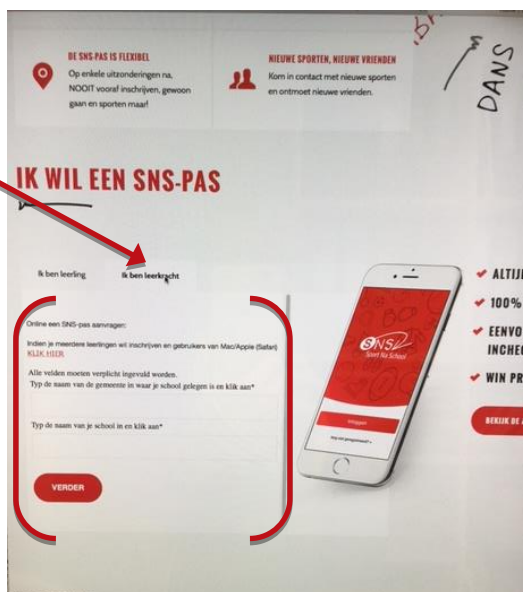 DE SNS-PAS IS FLEXIBEL
Op enkele uitzonderingen na,
NOOIT vooraf inschrijven, gewoon
gaan en sporten maar!
NIEUWE SPORTEN, NIEUWE VRIENDEN
Kom in contact met nieuwe sporten
en ontmoet nieuwe vrienden.
DANS
IK WIL EEN SNS-PAS
Ik ben leerling
Ik ben leerkracht
Online een SNS-pas aanvragen:
Indien je meerdere leerlingen wil inschrijven en gebruikers van Mac/Apple (Safari)
KLIK HIER.
Alle velden moeten verplicht ingevuld worden.
Typ de naam van de gemeente in waar je school gelegen is en klik aan*
Typ de naam van je school in en klik aan*
VERDER
SNS
Sport Na School
Inloggen
ALTIJ
100%
EENVO
INCHE
WIN PR
BEKIJK DE